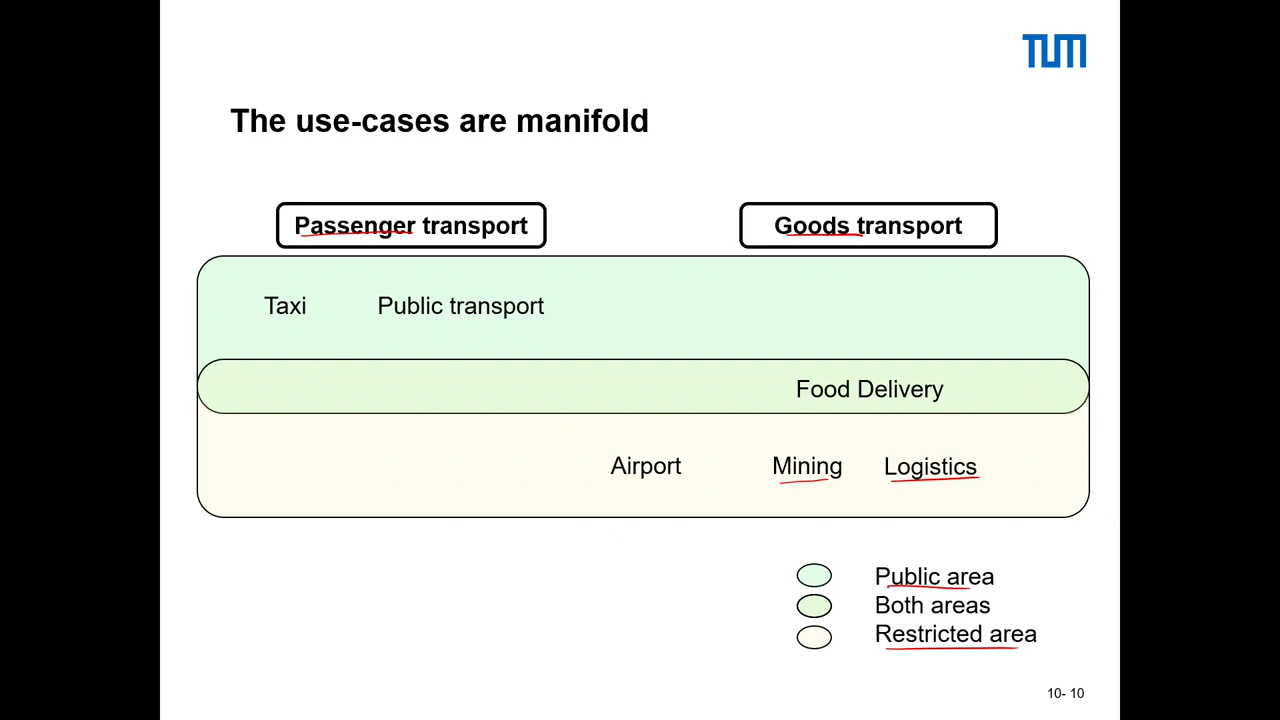 TUM
The use-cases are manifold
Passenger transport
Goods transport
Taxi
Public transport
Food Delivery
Airport
Mining
Logistics
Public area
Both areas
Restricted area
10- 10